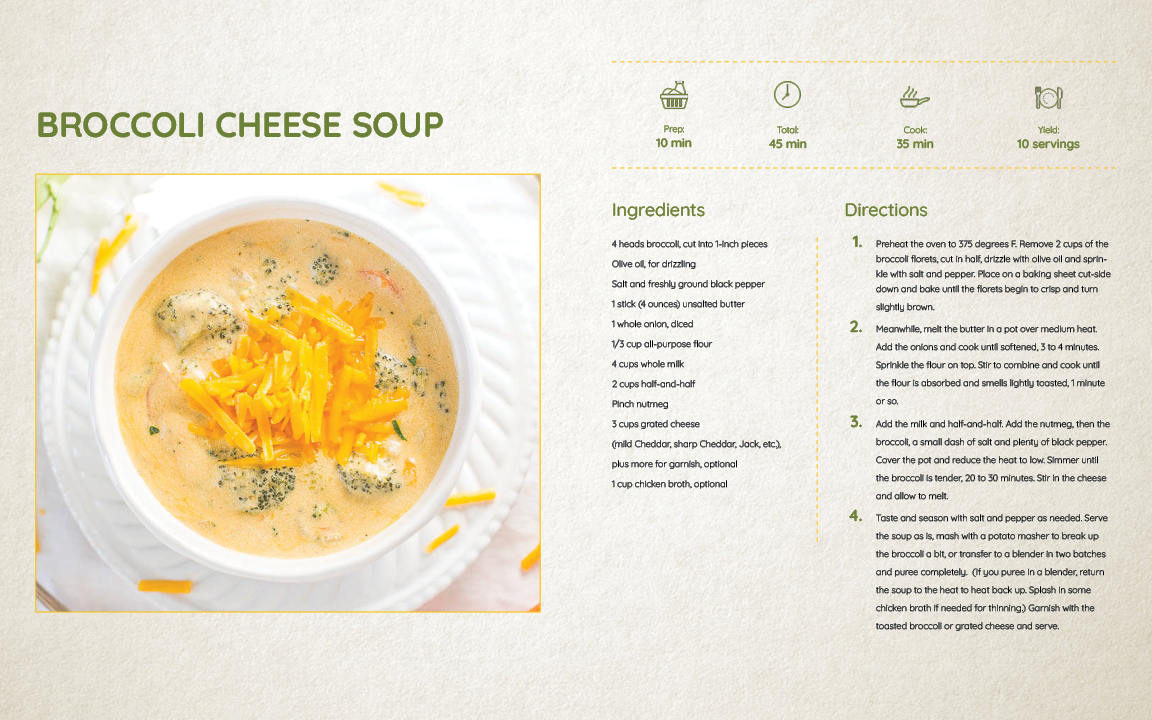 BROCCOLI CHEESE SOUP
Prep:
10 min
Total:
45 min
Cook:
35 min
Yield:
10 servings
Ingredients
4 heads broccoli, cut into 1-inch pieces
Olive oil, for drizzling
Salt and freshly ground black pepper
1 stick (4 ounces) unsalted butter
1 whole onion, diced
1/3 cup all-purpose flour
4 cups whole milk
2 cups half-and-half
Pinch nutmeg
3 cups grated cheese
(mild Cheddar, sharp Cheddar, Jack, etc.),
plus more for garnish, optional
1 cup chicken broth, optional
Directions
1. Preheat the oven to 375 degrees F. Remove 2 cups of the
broccoli florets, cut in half, drizzle with olive oil and sprin-
kle with salt and pepper. Place on a baking sheet cut-side
down and bake until the florets begin to crisp and turn
slightly brown.
2. Meanwhile, melt the butter in a pot over medium heat.
Add the onions and cook until softened, 3 to 4 minutes.
Sprinkle the flour on top. Stir to combine and cook until
the flour is absorbed and smells lightly toasted, 1 minute
or so.
3. Add the milk and half-and-half. Add the nutmeg, then the
broccoli, a small dash of salt and plenty of black pepper.
Cover the pot and reduce the heat to low. Simmer until
the broccoli is tender, 20 to 30 minutes. Stir in the cheese
and allow to melt.
4. Taste and season with salt and pepper as needed. Serve
the soup as is, mash with a potato masher to break up
the broccoli a bit, or transfer to a blender in two batches
and puree completely. (If you puree in a blender, return
the soup to the heat to heat back up. Splash in some
chicken broth if needed for thinning.) Garnish with the
toasted broccoli or grated cheese and serve.